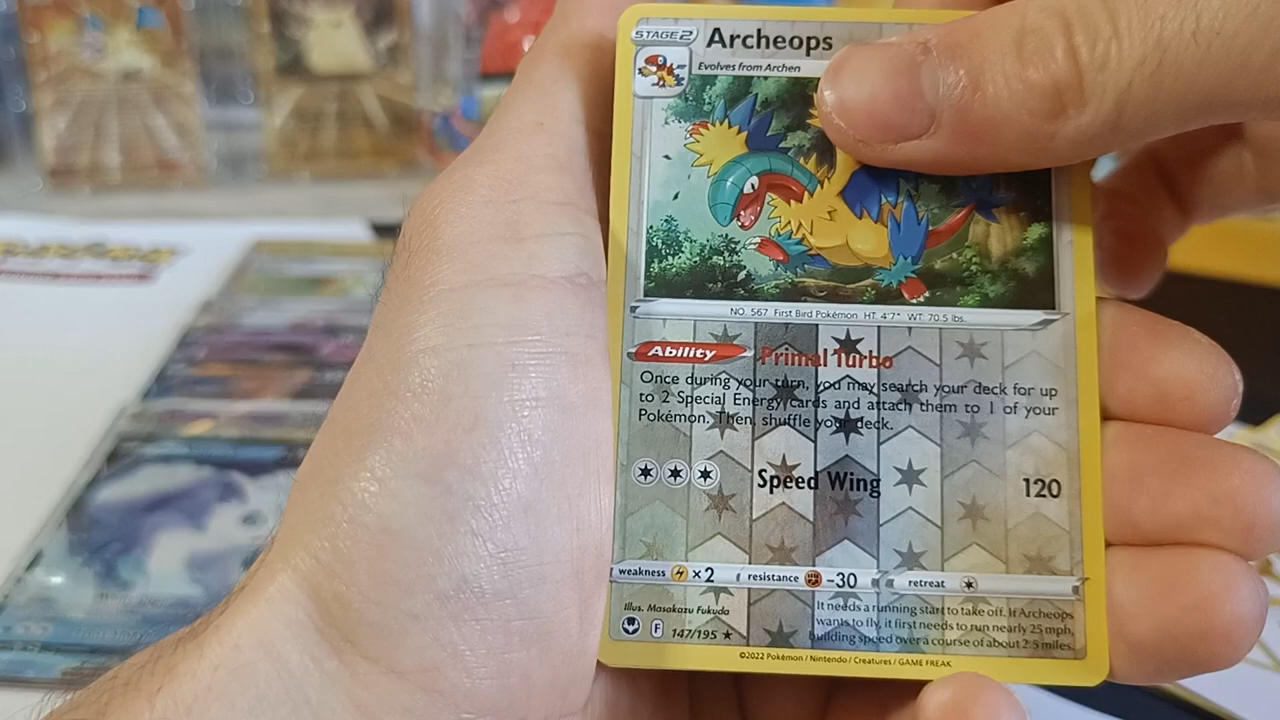 STAGE 2
Archeops
Evolves from Archen
NO. 567 First Bird Pokémon HT: 4'7" WT: 70.5 lbs.
Ability Primal Turbo
Once during your turn, you may search your deck for up
to 2 Special Energy cards and attach them to 1 of your
Pokémon. Then, shuffle your deck.
Speed Wing 120
weakness ×2 resistance -30 retreat
Illus. Masakazu Fukuda
F 147/195 ★
It needs a running start to take off. If Archeops
wants to fly, it first needs to run nearly 25 mph,
building speed over a course of about 2.5 miles.
©2022 Pokémon / Nintendo / Creatures / GAME FREAK